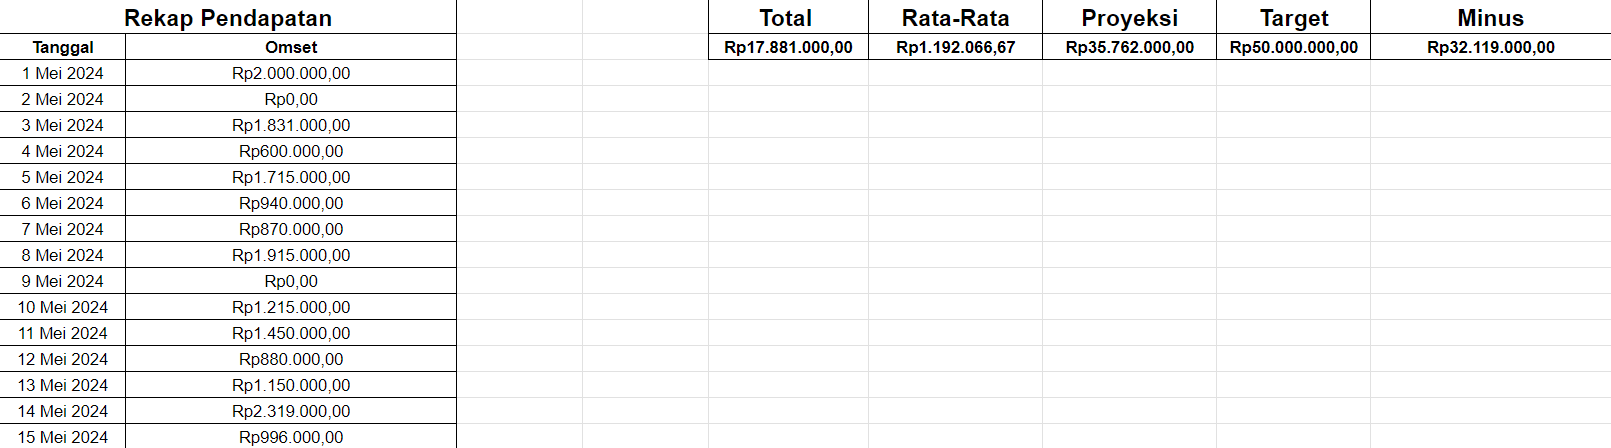 Rekap Pendapatan Total Rata-Rata Proyeksi Target Minus
Tanggal Omset Rp17.881.000,00 Rp1.192.066,67 Rp35.762.000,00 Rp50.000.000,00 Rp32.119.000,00
1 Mei 2024 Rp2.000.000,00
2 Mei 2024 Rp0,00
3 Mei 2024 Rp1.831.000,00
4 Mei 2024 Rp600.000,00
5 Mei 2024 Rp1.715.000,00
6 Mei 2024 Rp940.000,00
7 Mei 2024 Rp870.000,00
8 Mei 2024 Rp1.915.000,00
9 Mei 2024 Rp0,00
10 Mei 2024 Rp1.215.000,00
11 Mei 2024 Rp1.450.000,00
12 Mei 2024 Rp880.000,00
13 Mei 2024 Rp1.150.000,00
14 Mei 2024 Rp2.319.000,00
15 Mei 2024 Rp996.000,00